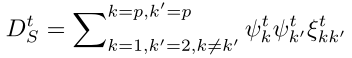 $D_S^t = \sum_{k=1,k'=2,k\neq k'}^{k=p,k'=p} \psi_k^t \psi_{k'}^t \xi_{kk'}^t$